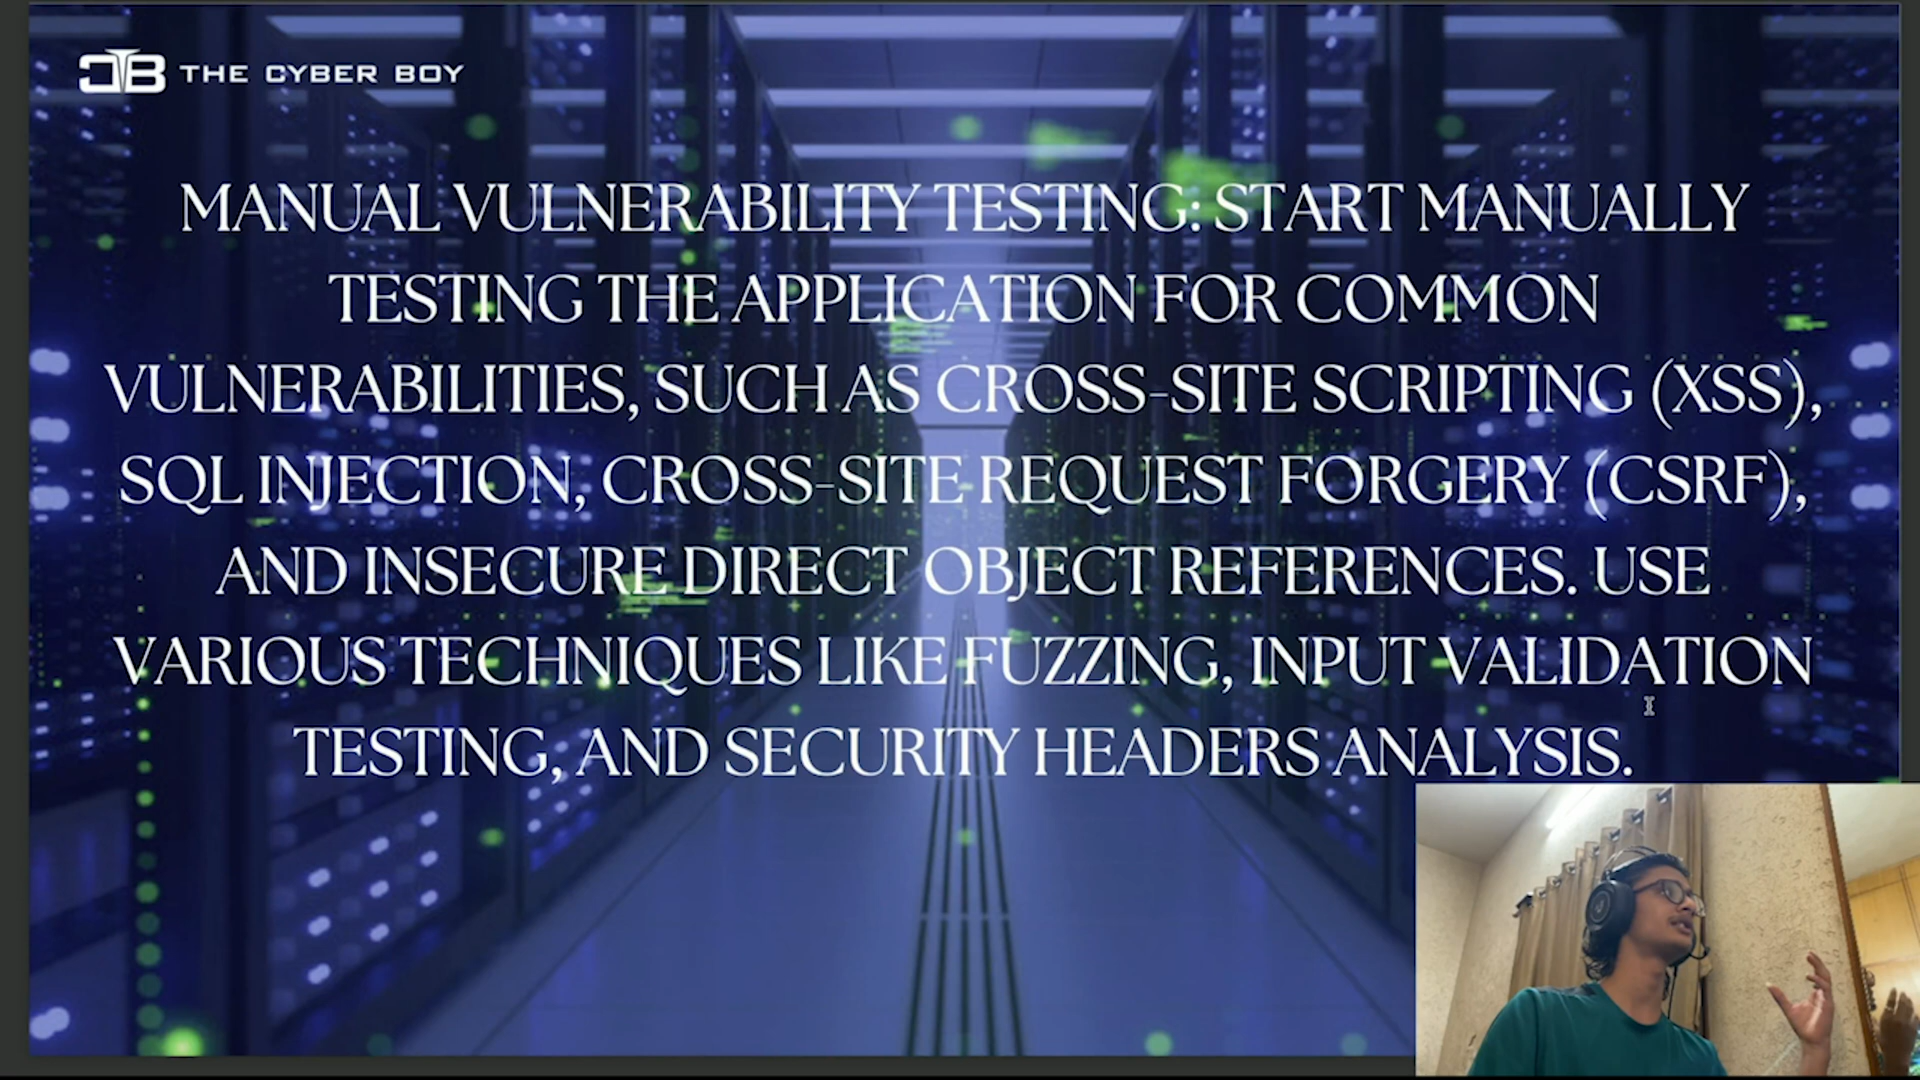 THE CYBER BOY
MANUAL VULNERABILITY TESTING: START MANUALLY
TESTING THE APPLICATION FOR COMMON
VULNERABILITIES, SUCH AS CROSS-SITE SCRIPTING (XSS),
SQL INJECTION, CROSS-SITE REQUEST FORGERY (CSRF),
AND INSECURE DIRECT OBJECT REFERENCES. USE
VARIOUS TECHNIQUES LIKE FUZZING, INPUT VALIDATION
TESTING, AND SECURITY HEADERS ANALYSIS.